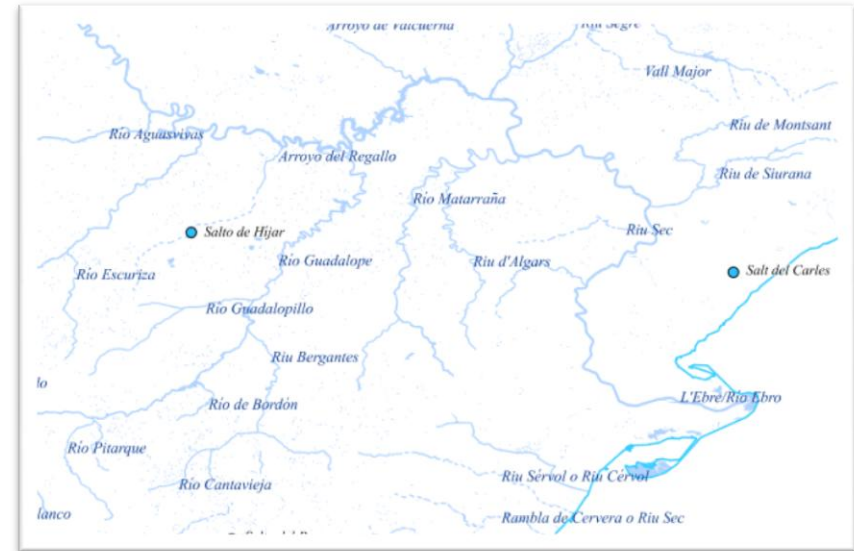 Arroyo de Valcuerna
Riu Segre
Vall Major
Río Aguasvivas
Riu de Montsant
Arroyo del Regallo
Riu de Siurana
Río Matarraña
Salto de Híjar
Riu Sec
Río Guadalope
Riu d'Algars
Río Escuriza
Salt del Carles
Río Guadalopillo
Riu Bergantes
lo
L'Ebre/Río Ebro
Río de Bordón
Río Pitarque
Río Cantavieja
Riu Sérvol o Riu Cérvol
lanco
Rambla de Cervera o Riu Sec